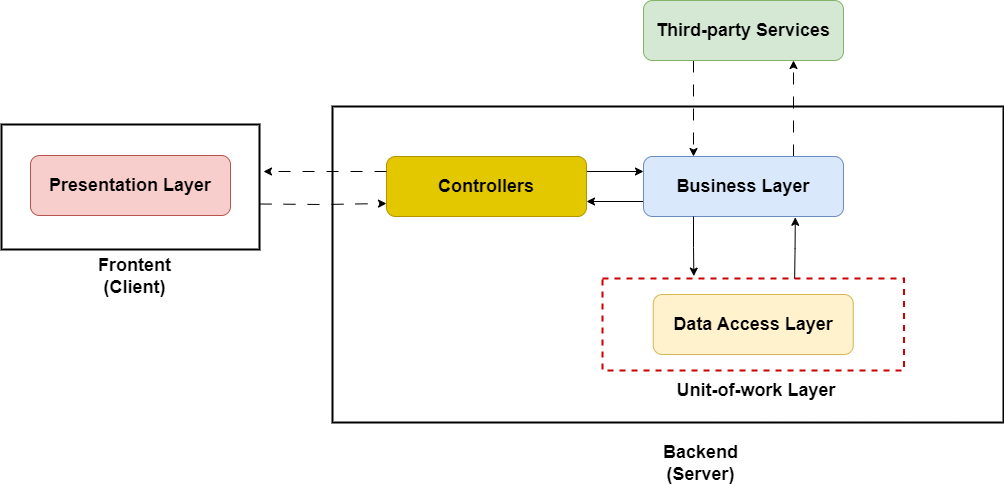 Third-party Services
Presentation Layer
Controllers
Business Layer
Frontent
(Client)
Data Access Layer
Unit-of-work Layer
Backend
(Server)